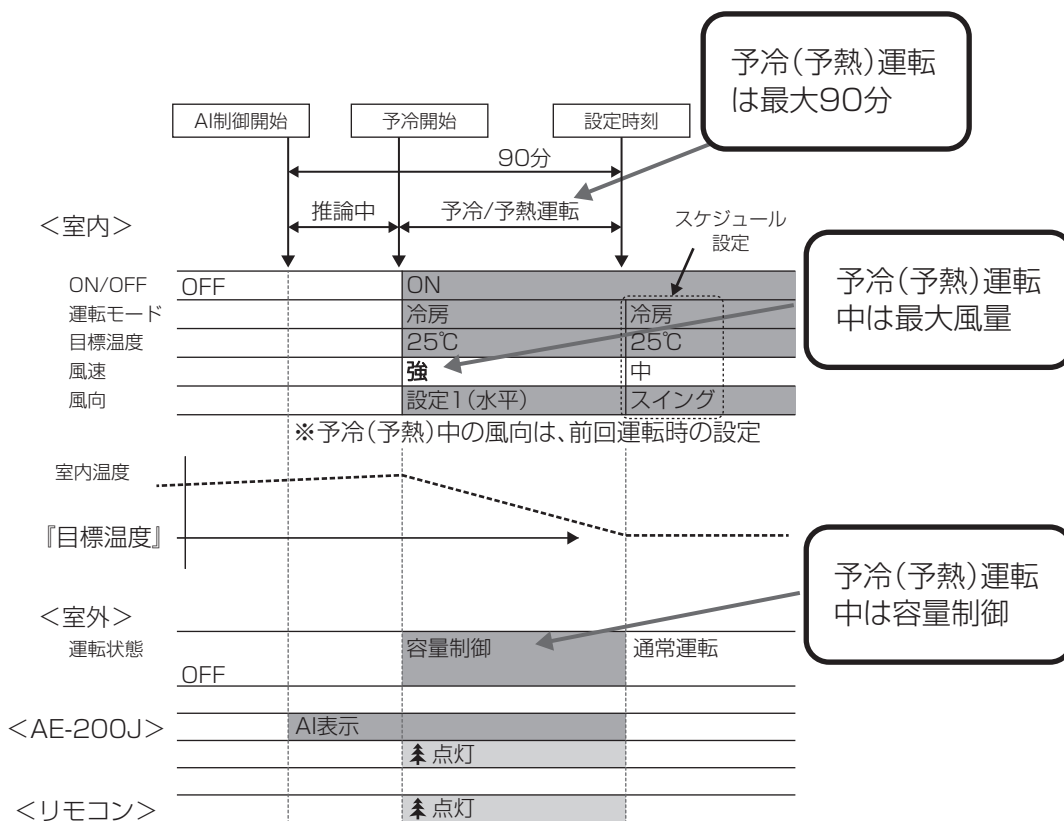 予冷(予熱)運転
は最大90分
AI制御開始
予冷開始
設定時刻
90分
推論中
予冷/予熱運転
スケジュール
設定
<室内>
予冷(予熱)運転
中は最大風量
ON/OFF OFF ON
運転モード 冷房 冷房
目標温度 25℃ 25℃
風速 強 中
風向 設定1(水平) スイング
※予冷(予熱)中の風向は、前回運転時の設定
室内温度
『目標温度』
予冷(予熱)運転
中は容量制御
<室外>
運転状態 容量制御 通常運転
OFF
<AE-200J> AI表示
点灯
<リモコン> 点灯